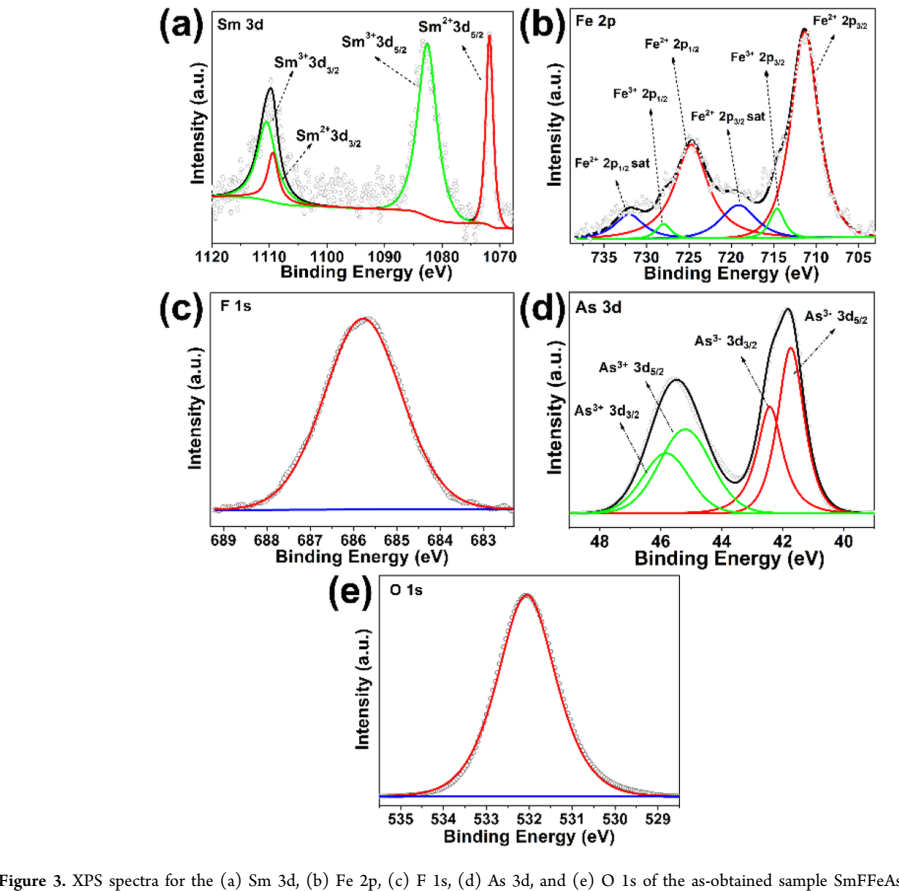 (a)
Sm 3d
Sm³⁺3d₃/₂
Sm²⁺3d₃/₂
Sm³⁺3d₅/₂
Sm²⁺3d₅/₂
Intensity (a.u.)
1120 1110 1100 1090 1080 1070
Binding Energy (eV)
(b)
Fe 2p
Fe²⁺ 2p₁/₂ sat
Fe³⁺ 2p₁/₂
Fe²⁺ 2p₁/₂
Fe²⁺ 2p₃/₂ sat
Fe³⁺ 2p₃/₂
Fe²⁺ 2p₃/₂
Intensity (a.u.)
735 730 725 720 715 710 705
Binding Energy (eV)
(c)
F 1s
Intensity (a.u.)
689 688 687 686 685 684 683
Binding Energy (eV)
(d)
As 3d
As³⁺ 3d₃/₂
As³⁺ 3d₅/₂
As³⁻ 3d₃/₂
As³⁻ 3d₅/₂
Intensity (a.u.)
48 46 44 42 40
Binding Energy (eV)
(e)
O 1s
Intensity (a.u.)
535 534 533 532 531 530 529
Binding Energy (eV)
Figure 3. XPS spectra for the (a) Sm 3d, (b) Fe 2p, (c) F 1s, (d) As 3d, and (e) O 1s of the as-obtained sample SmFFeAs